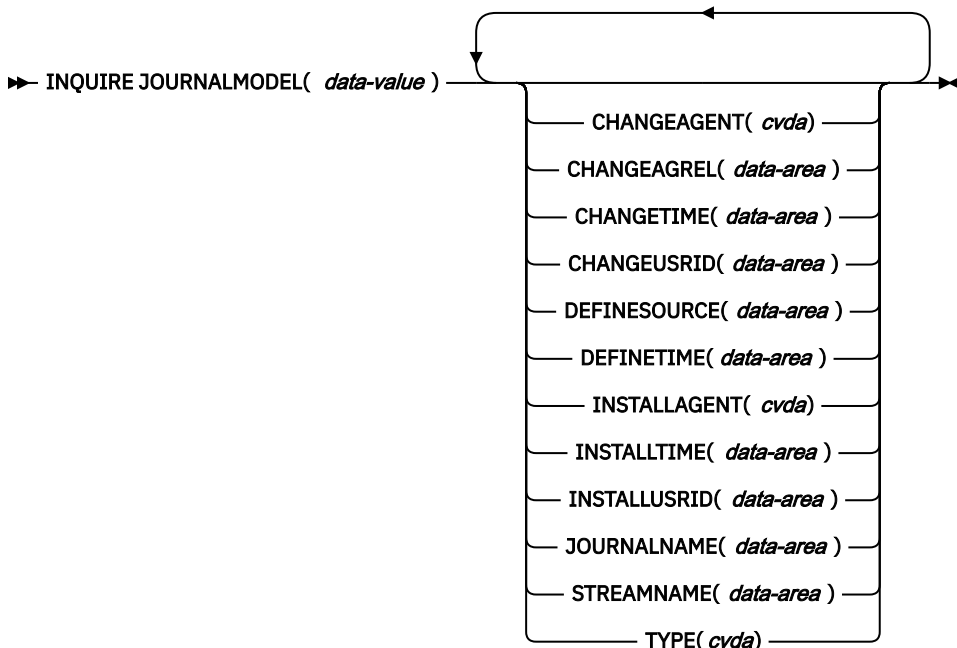 INQUIRE JOURNALMODEL( data-value )
CHANGEAGENT( cvda)
CHANGEAGREL( data-area )
CHANGETIME( data-area )
CHANGEUSRID( data-area )
DEFINESOURCE( data-area )
DEFINETIME( data-area )
INSTALLAGENT( cvda)
INSTALLTIME( data-area )
INSTALLUSRID( data-area )
JOURNALNAME( data-area )
STREAMNAME( data-area )
TYPE( cvda)